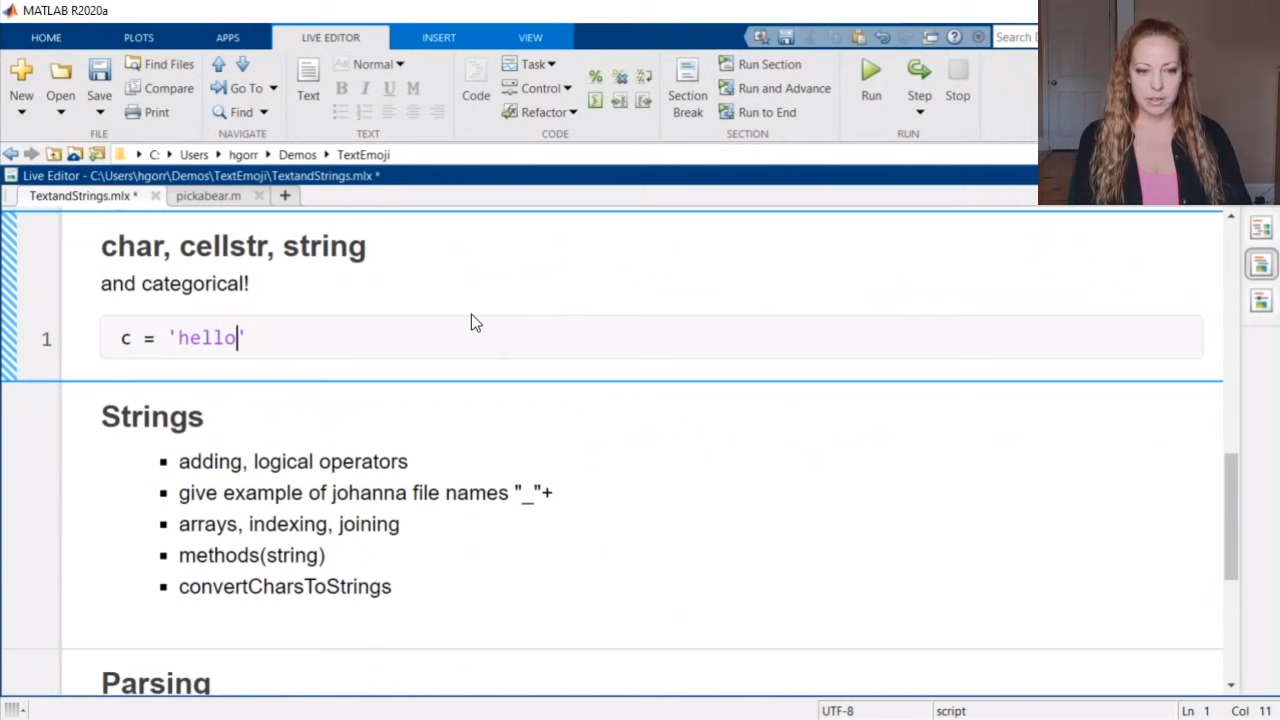 MATLAB R2020a
HOME PLOTS APPS LIVE EDITOR INSERT VIEW Search D
New Open Save Find Files Compare Print Go To Find Text Normal B I U M Code Task Control Refactor Section Break Run Section Run and Advance Run to End Run Step Stop
FILE NAVIGATE TEXT CODE SECTION RUN
C: Users hgorr Demos TextEmoji
Live Editor - C:\Users\hgorr\Demos\TextEmoji\TextandStrings.mlx *
TextandStrings.mlx * pickabear.m
char, cellstr, string
and categorical!
1 c = 'hello'
Strings
▪ adding, logical operators
▪ give example of johanna file names "_"+
▪ arrays, indexing, joining
▪ methods(string)
▪ convertCharsToStrings
Parsing
UTF-8 script Ln 1 Col 11